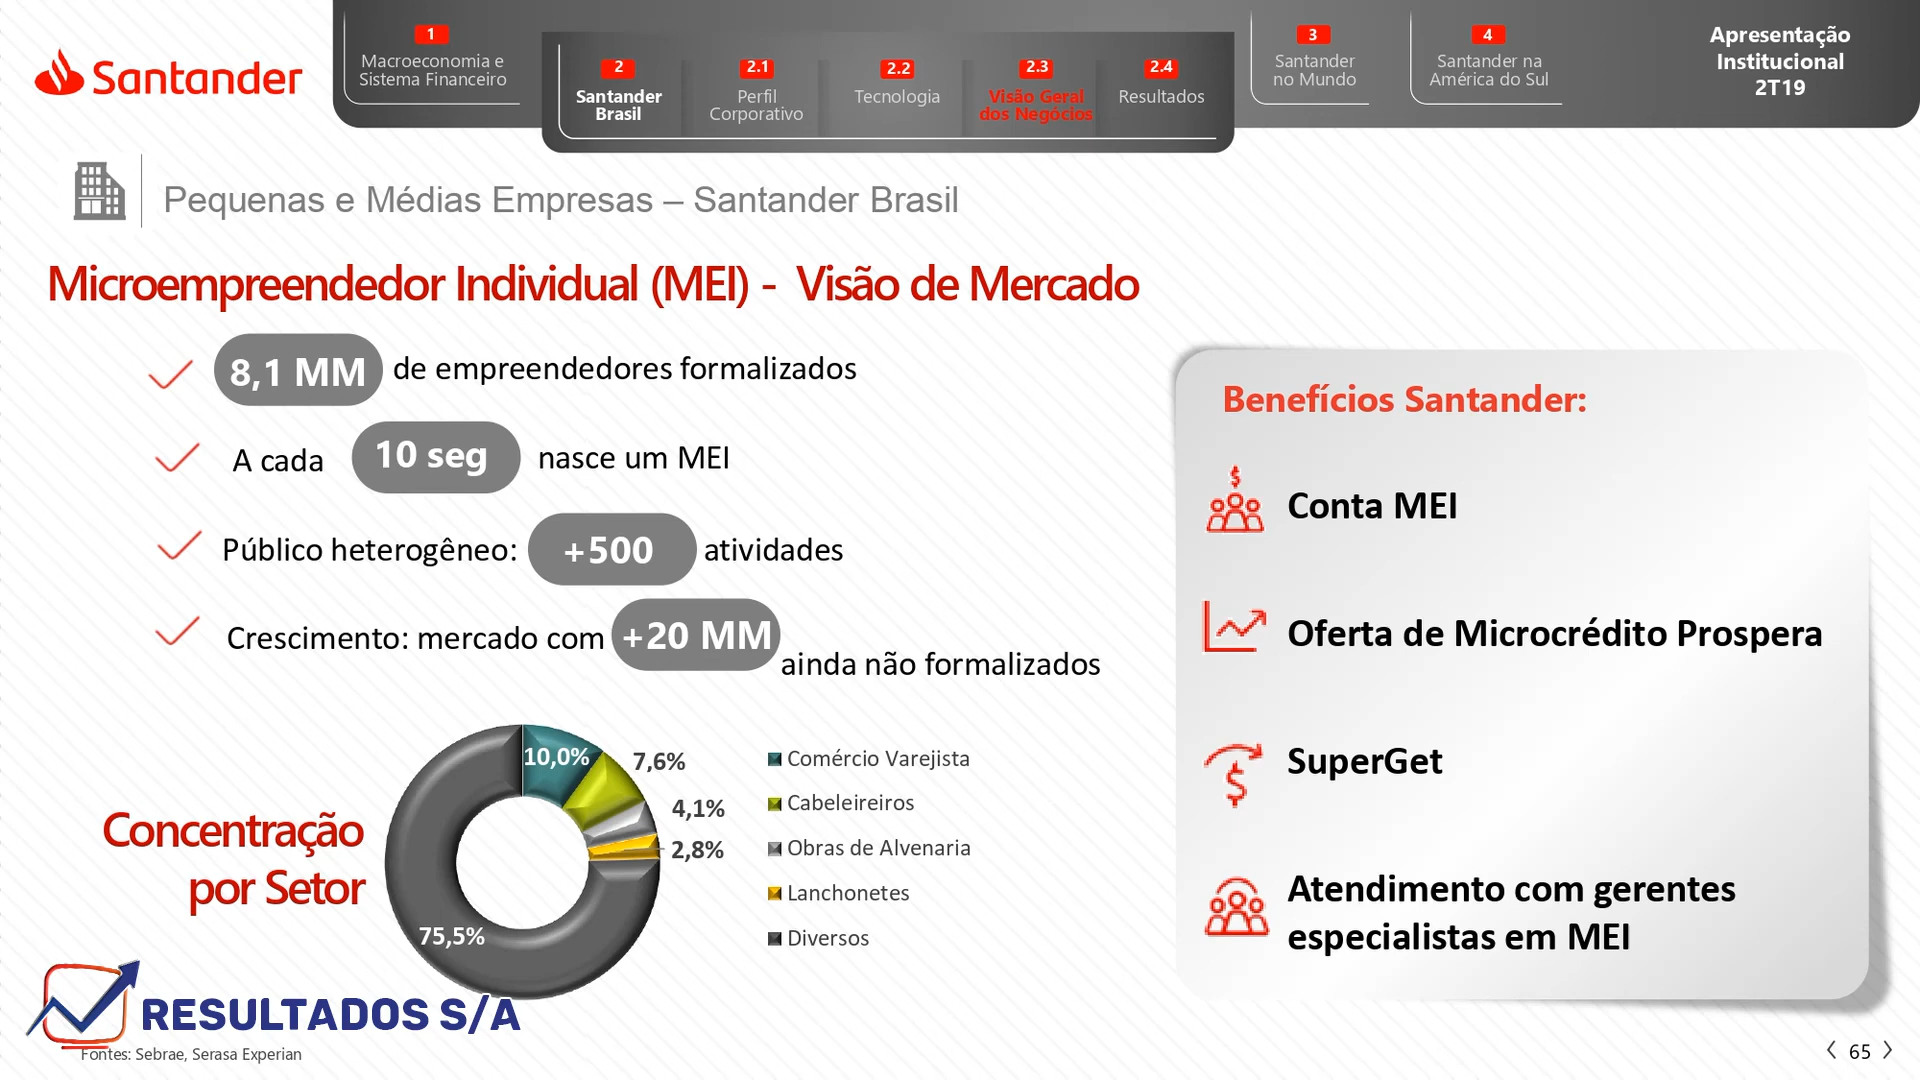 Santander
1
Macroeconomia e
Sistema Financeiro
2
Santander
Brasil
2.1
Perfil
Corporativo
2.2
Tecnologia
2.3
Visão Geral
dos Negócios
2.4
Resultados
3
Santander
no Mundo
4
Santander na
América do Sul
Apresentação
Institucional
2T19
Pequenas e Médias Empresas – Santander Brasil
Microempreendedor Individual (MEI) - Visão de Mercado
8,1 MM de empreendedores formalizados
A cada 10 seg nasce um MEI
Público heterogêneo: +500 atividades
Crescimento: mercado com +20 MM
ainda não formalizados
Concentração
por Setor
10,0%
7,6%
4,1%
2,8%
75,5%
Comércio Varejista
Cabeleireiros
Obras de Alvenaria
Lanchonetes
Diversos
Benefícios Santander:
Conta MEI
Oferta de Microcrédito Prospera
SuperGet
Atendimento com gerentes
especialistas em MEI
RESULTADOS S/A
Fontes: Sebrae, Serasa Experian
65